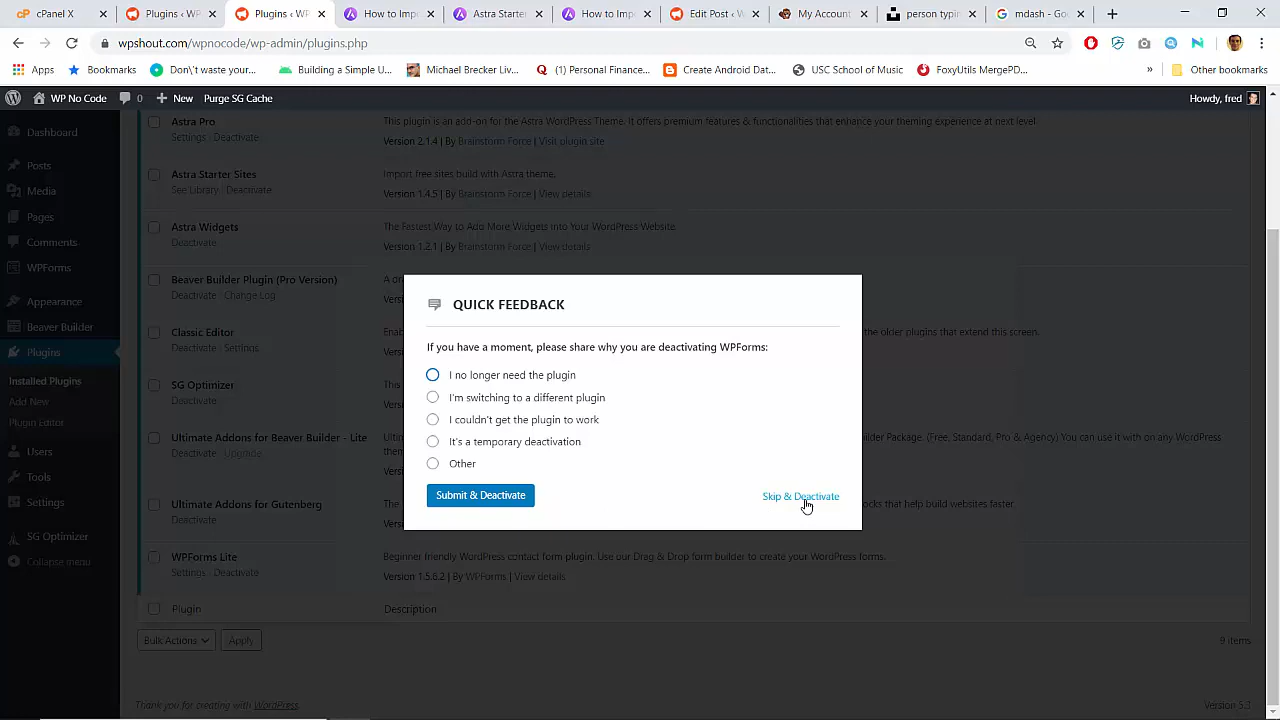 cPanel X
Plugins ‹ WP
Plugins ‹ WP
How to Imp
Astra Starte
How to Imp
Edit Post ‹ W
My Account
person typin
mdash - Goo
wpshout.com/wpnocode/wp-admin/plugins.php
Apps
Bookmarks
Don\'t waste your...
Building a Simple U...
Michael Brecker Liv...
(1) Personal Finance...
Create Android Dat...
USC School of Music
FoxyUtils MergePD...
»
Other bookmarks
WP No Code
0
New
Purge SG Cache
Howdy, fred
Dashboard
Posts
Media
Pages
Comments
WPForms
Appearance
Beaver Builder
Plugins
Installed Plugins
Add New
Plugin Editor
Users
Tools
Settings
SG Optimizer
Collapse menu
Astra Pro
This plugin is an add-on for the Astra WordPress Theme. It offers premium features & functionalities that enhance your theming experience at next level
Settings | Deactivate
Version 2.1.4 | By Brainstorm Force | Visit plugin site
Astra Starter Sites
Import free sites build with Astra theme.
See Library | Deactivate
Version 1.4.5 | By Brainstorm Force | View details
Astra Widgets
The Fastest Way to Add More Widgets into Your WordPress Website.
Deactivate
Version 1.2.1 | By Brainstorm Force | View details
Beaver Builder Plugin (Pro Version)
Deactivate | Change Log
Classic Editor
the older plugins that extend this screen.
Deactivate | Settings
SG Optimizer
This
Deactivate
Ultimate Addons for Beaver Builder - Lite
Builder Package. (Free, Standard, Pro & Agency) You can use it with on any WordPress
Deactivate | Upgrade
Ultimate Addons for Gutenberg
The
blocks that help build websites faster.
Deactivate
WPForms Lite
Beginner friendly WordPress contact form plugin. Use our Drag & Drop form builder to create your WordPress forms.
Settings | Deactivate
Version 1.5.6.2 | By WPForms | View details
Plugin
Description
Bulk Actions
Apply
9 items
Thank you for creating with WordPress.
Version 5.3
QUICK FEEDBACK
If you have a moment, please share why you are deactivating WPForms:
I no longer need the plugin
I'm switching to a different plugin
I couldn't get the plugin to work
It's a temporary deactivation
Other
Submit & Deactivate
Skip & Deactivate